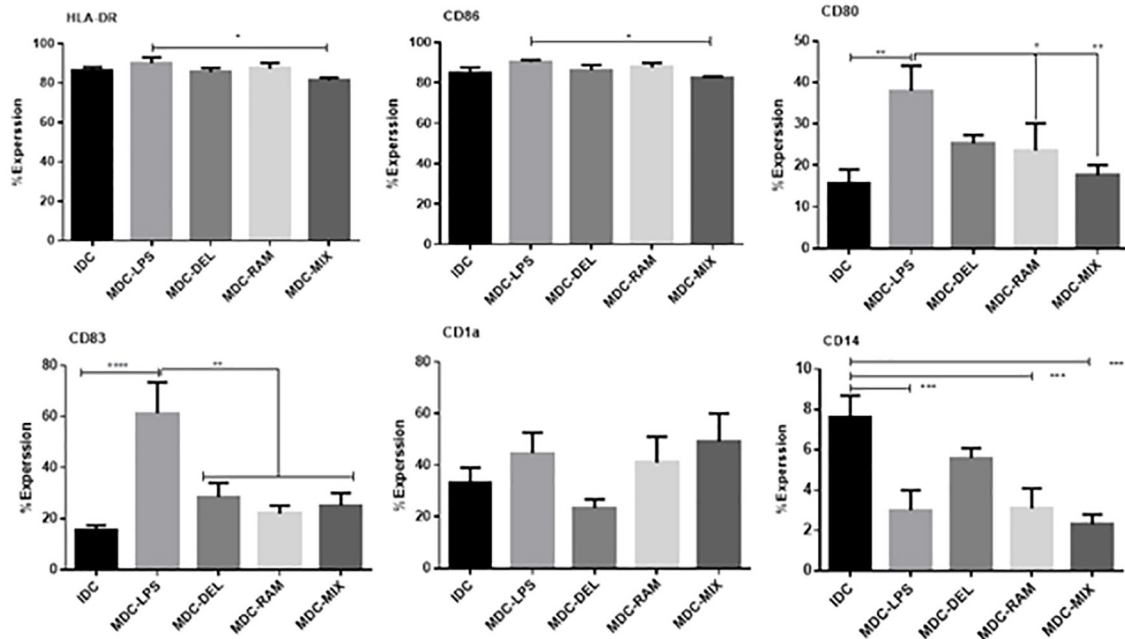 HLA-DR
*
% Experssion
100
80
60
40
20
0
IDC
MDC-LPS
MDC-DEL
MDC-RAM
MDC-MIX
CD86
*
% Experssion
100
80
60
40
20
0
IDC
MDC-LPS
MDC-DEL
MDC-RAM
MDC-MIX
CD80
** * **
% Experssion
50
40
30
20
10
0
IDC
MDC-LPS
MDC-DEL
MDC-RAM
MDC-MIX
CD83
**** **
% Experssion
80
60
40
20
0
IDC
MDC-LPS
MDC-DEL
MDC-RAM
MDC-MIX
CD1a
% Experssion
80
60
40
20
0
IDC
MDC-LPS
MDC-DEL
MDC-RAM
MDC-MIX
CD14
***
***
***
% Experssion
10
8
6
4
2
0
IDC
MDC-LPS
MDC-DEL
MDC-RAM
MDC-MIX